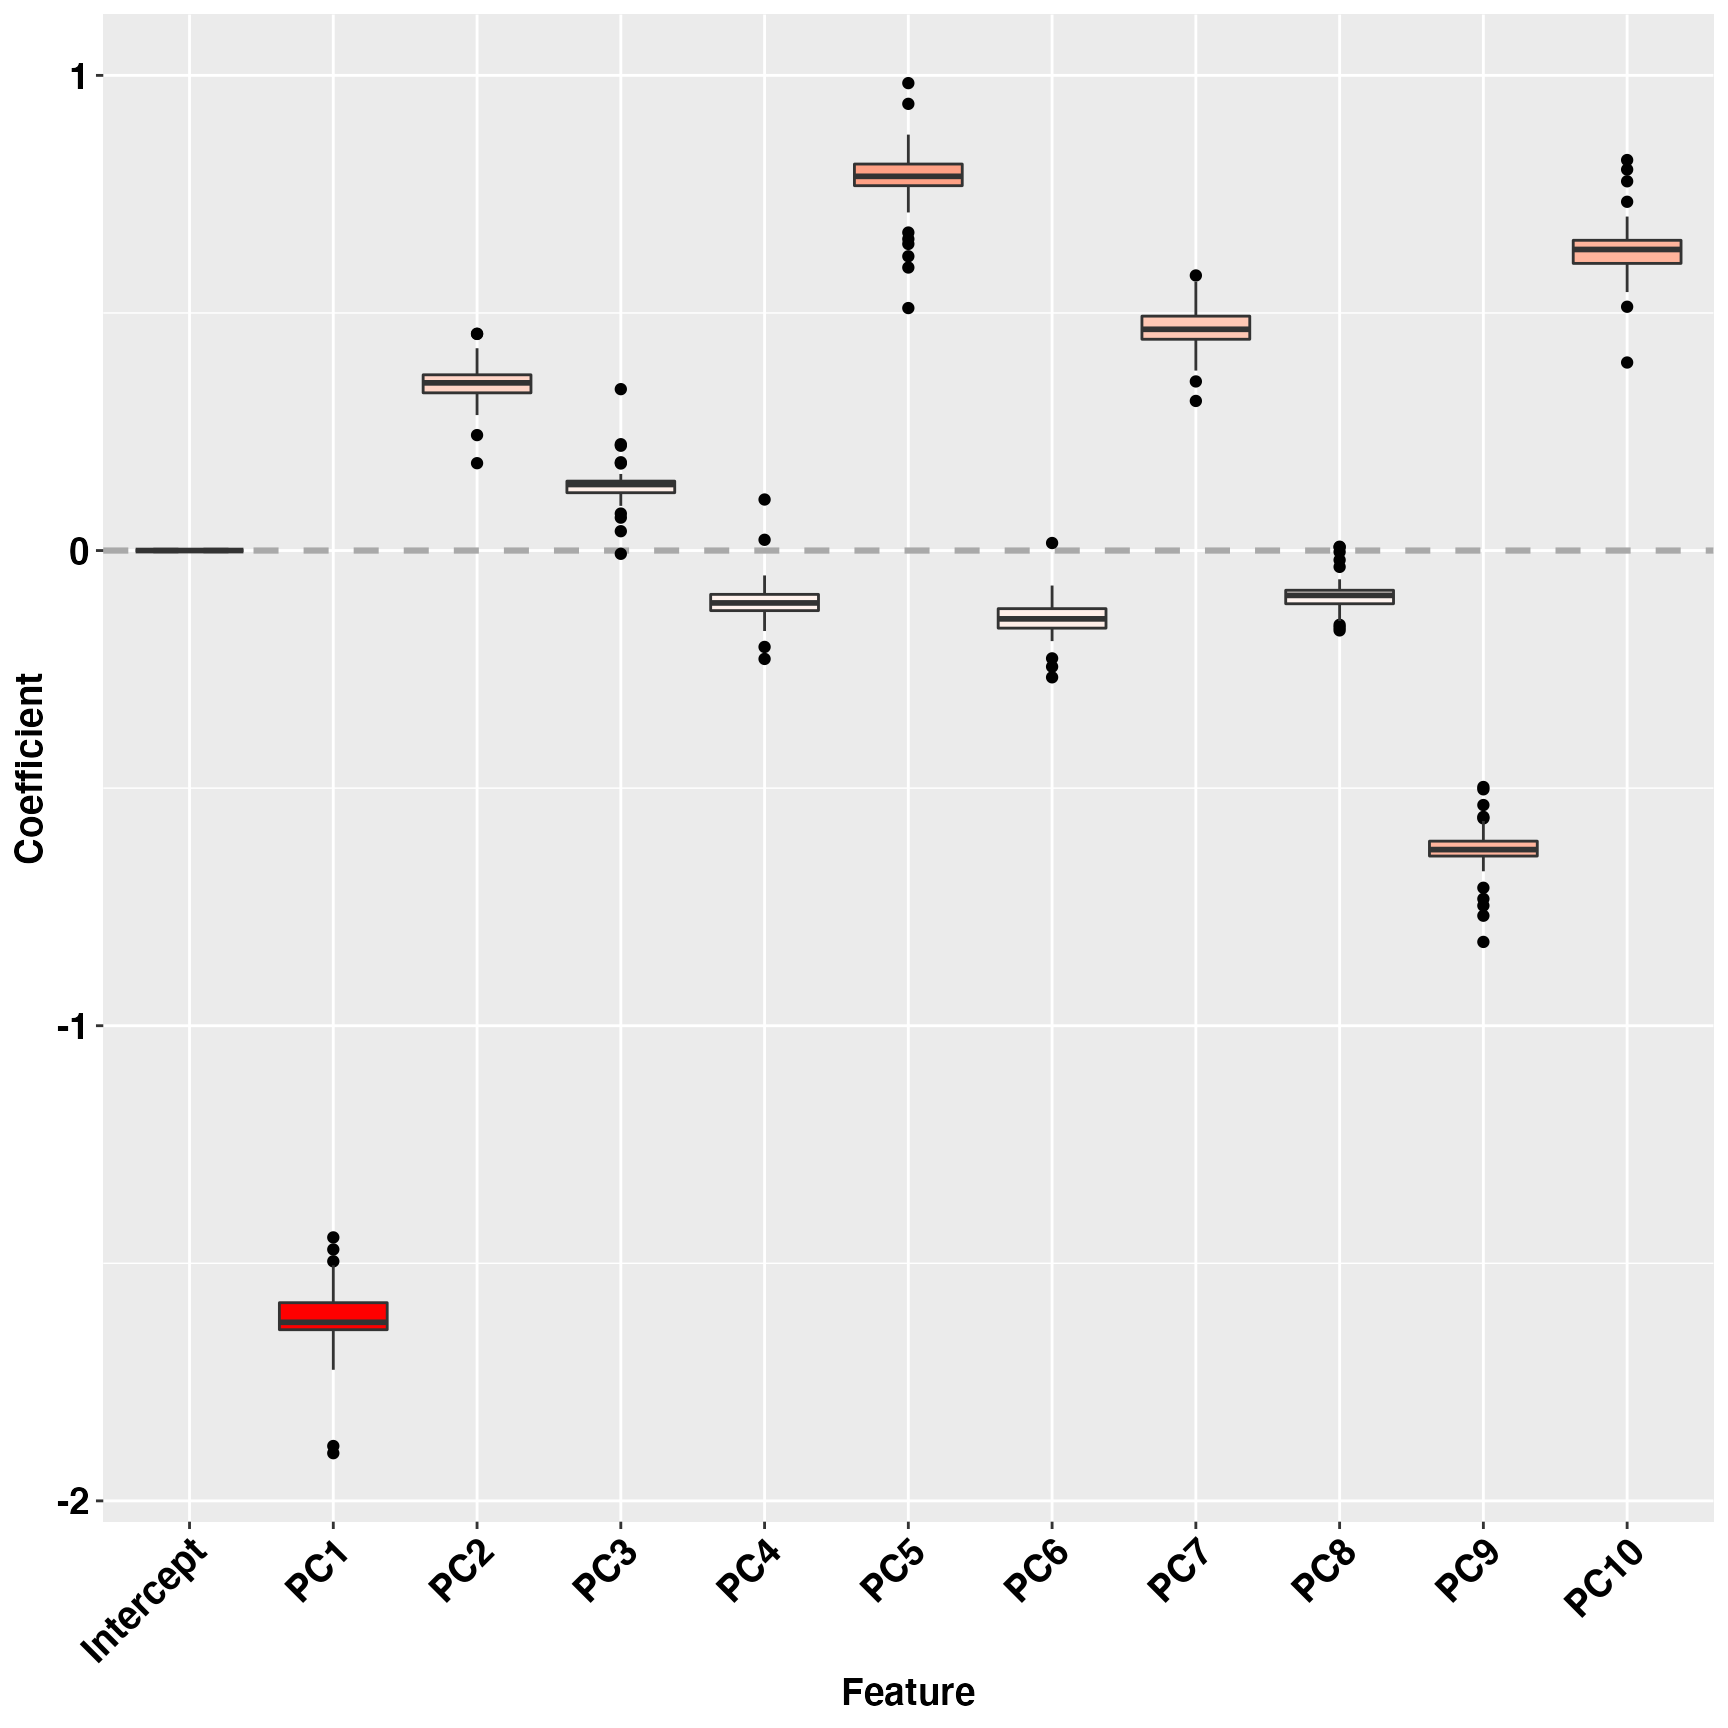 1
0
-1
-2
Coefficient
Intercept
PC1
PC2
PC3
PC4
PC5
PC6
PC7
PC8
PC9
PC10
Feature